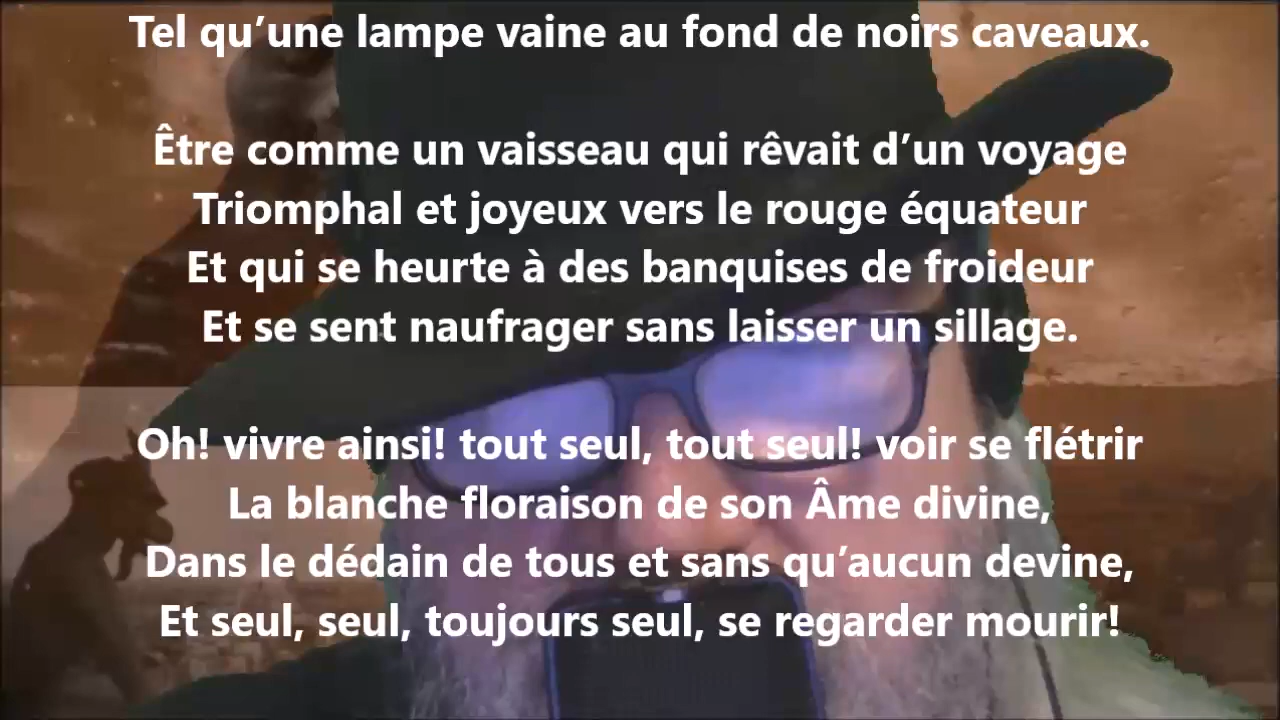 Tel qu’une lampe vaine au fond de noirs caveaux.
Être comme un vaisseau qui rêvait d’un voyage
Triomphal et joyeux vers le rouge équateur
Et qui se heurte à des banquises de froideur
Et se sent naufrager sans laisser un sillage.
Oh! vivre ainsi! tout seul, tout seul! voir se flétrir
La blanche floraison de son Âme divine,
Dans le dédain de tous et sans qu’aucun devine,
Et seul, seul, toujours seul, se regarder mourir!